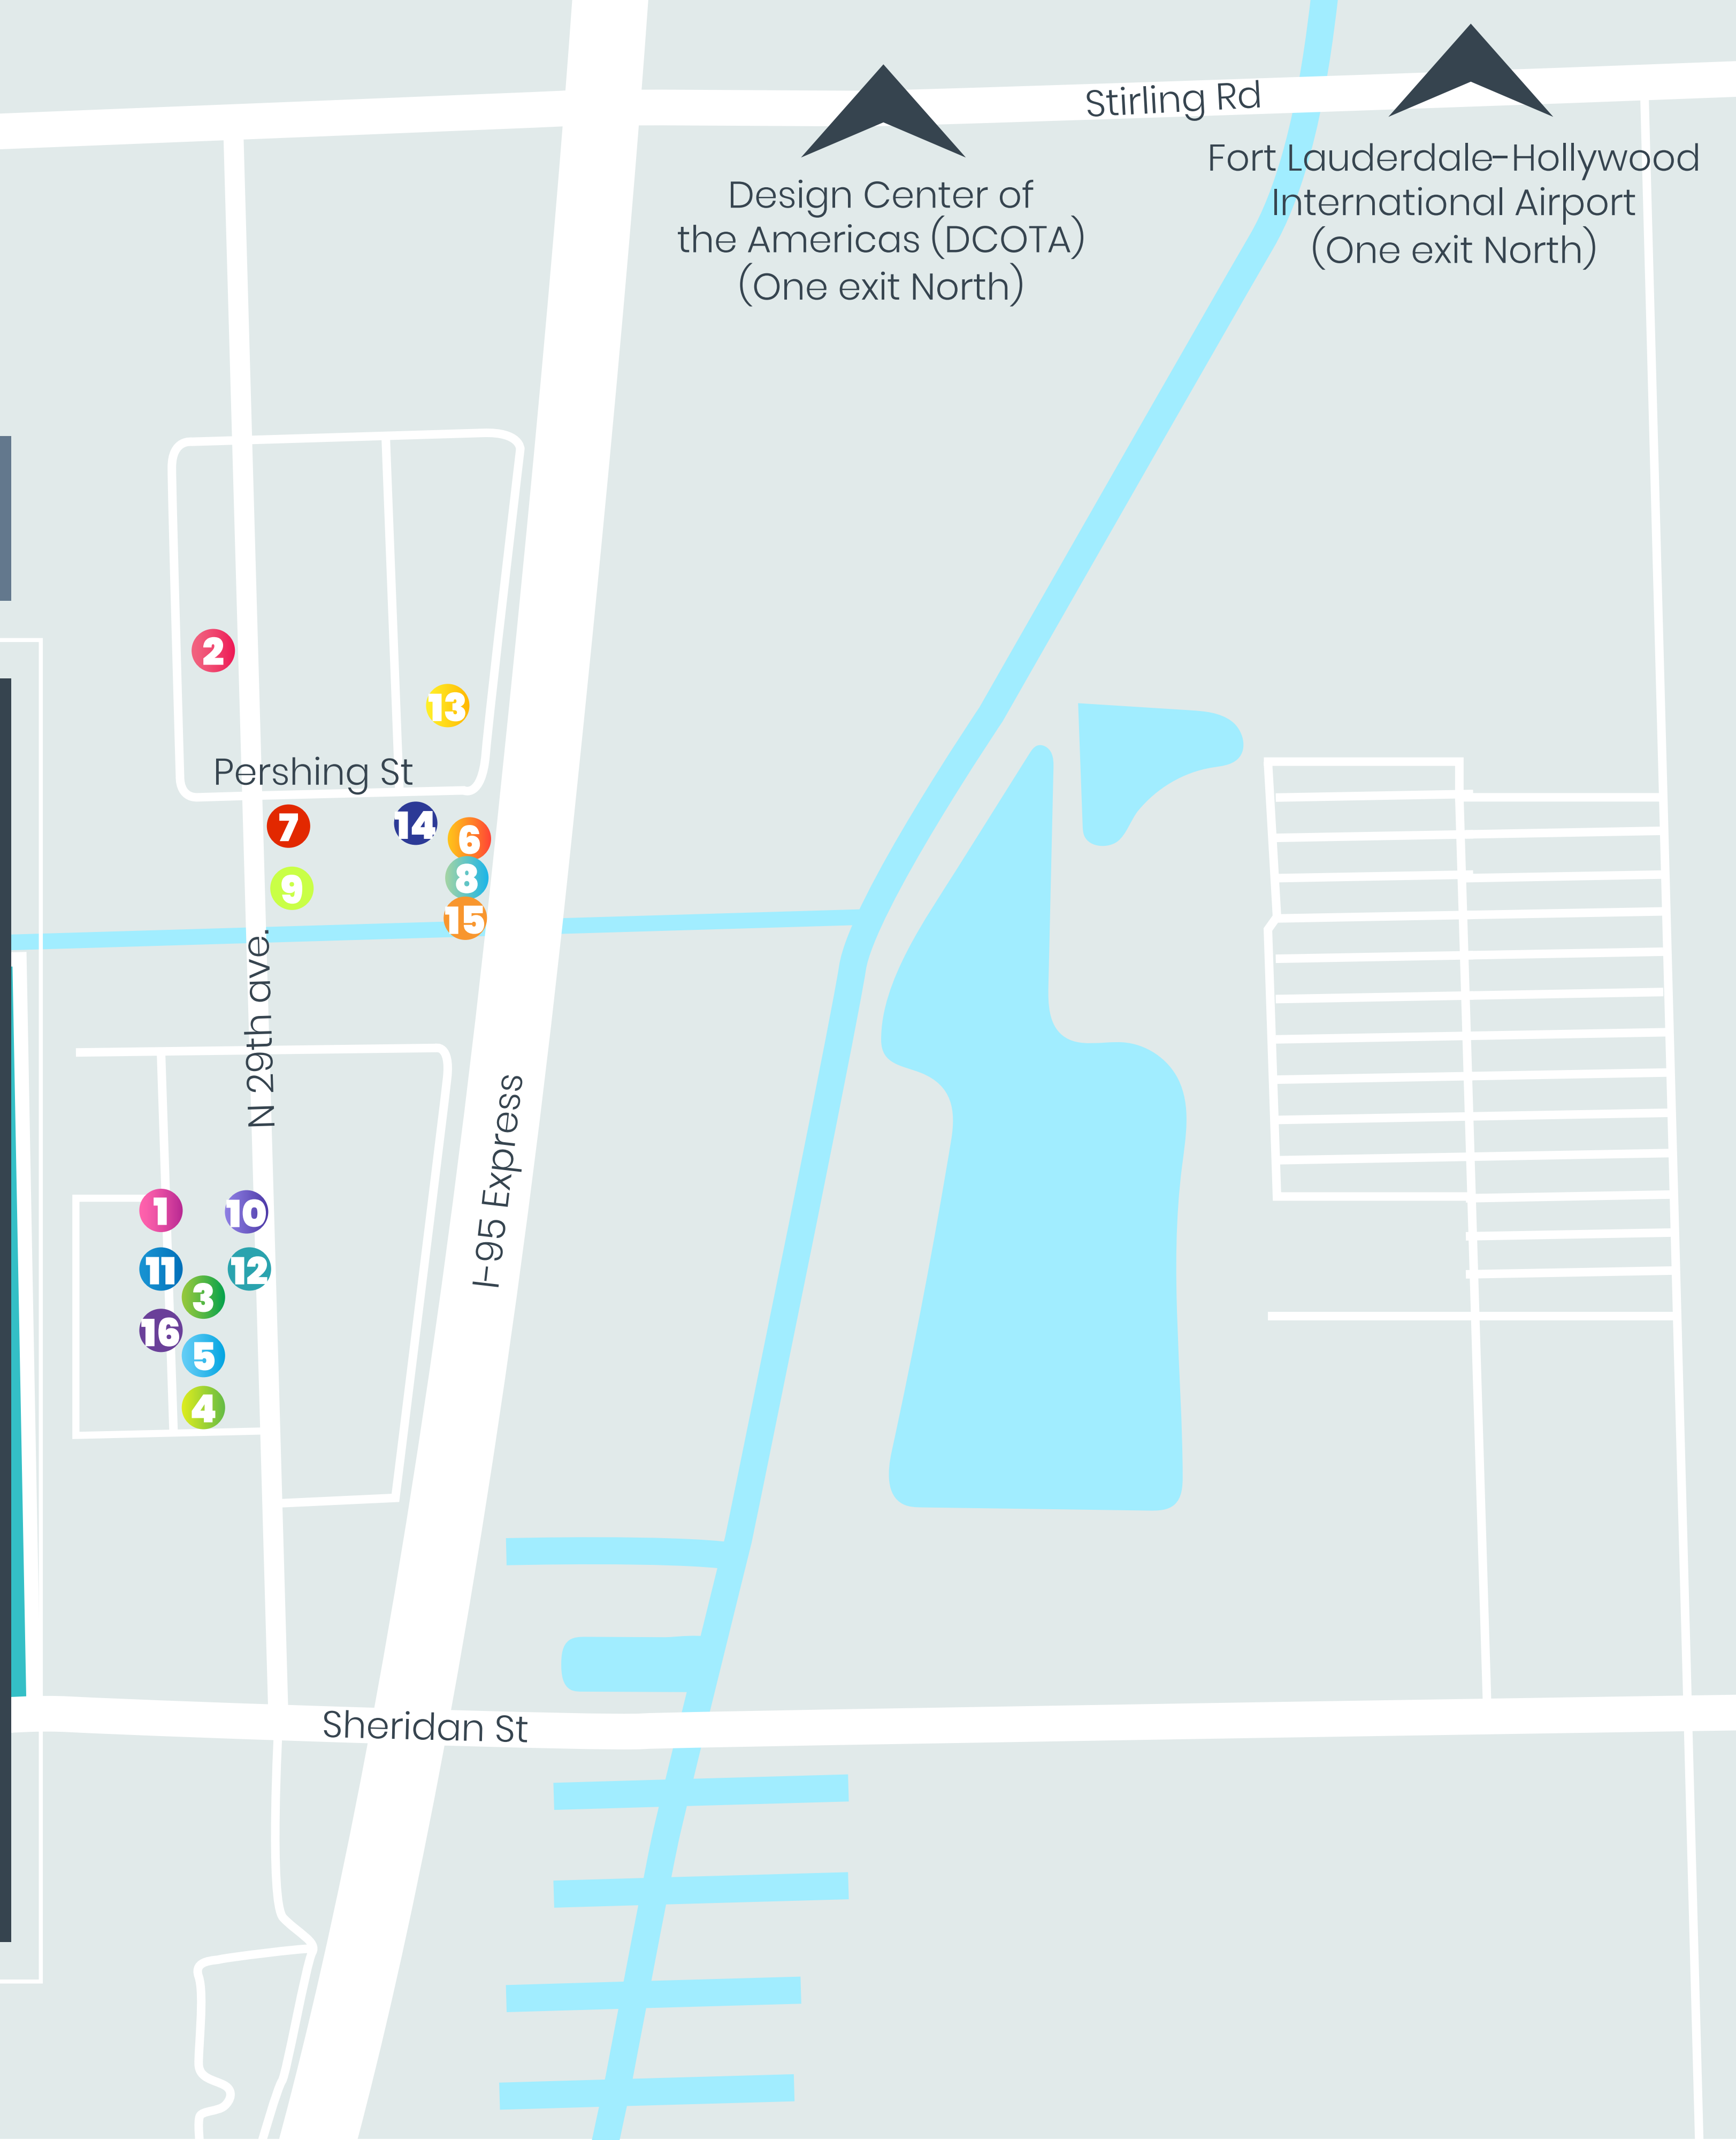 Stirling Rd
Design Center of
the Americas (DCOTA)
(One exit North)
Fort Lauderdale-Hollywood
International Airport
(One exit North)
2
13
Pershing St
7
14
6
8
9
15
N 29th ave.
I-95 Express
1
10
11
12
3
16
5
4
Sheridan St